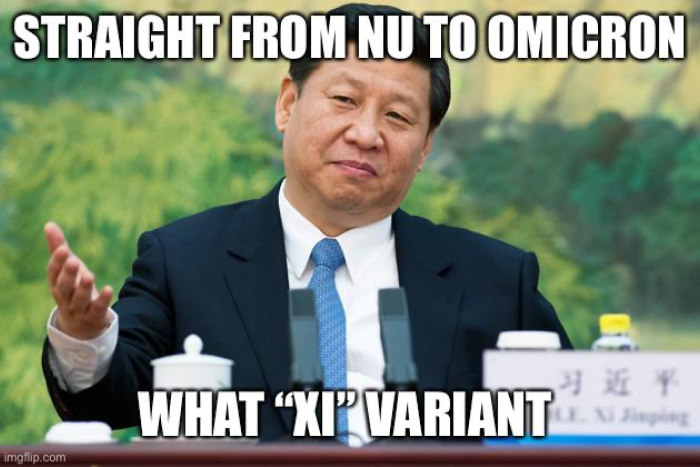 STRAIGHT FROM NU TO OMICRON
WHAT “XI” VARIANT
习 近 平
H.E. Xi Jinping
imgflip.com